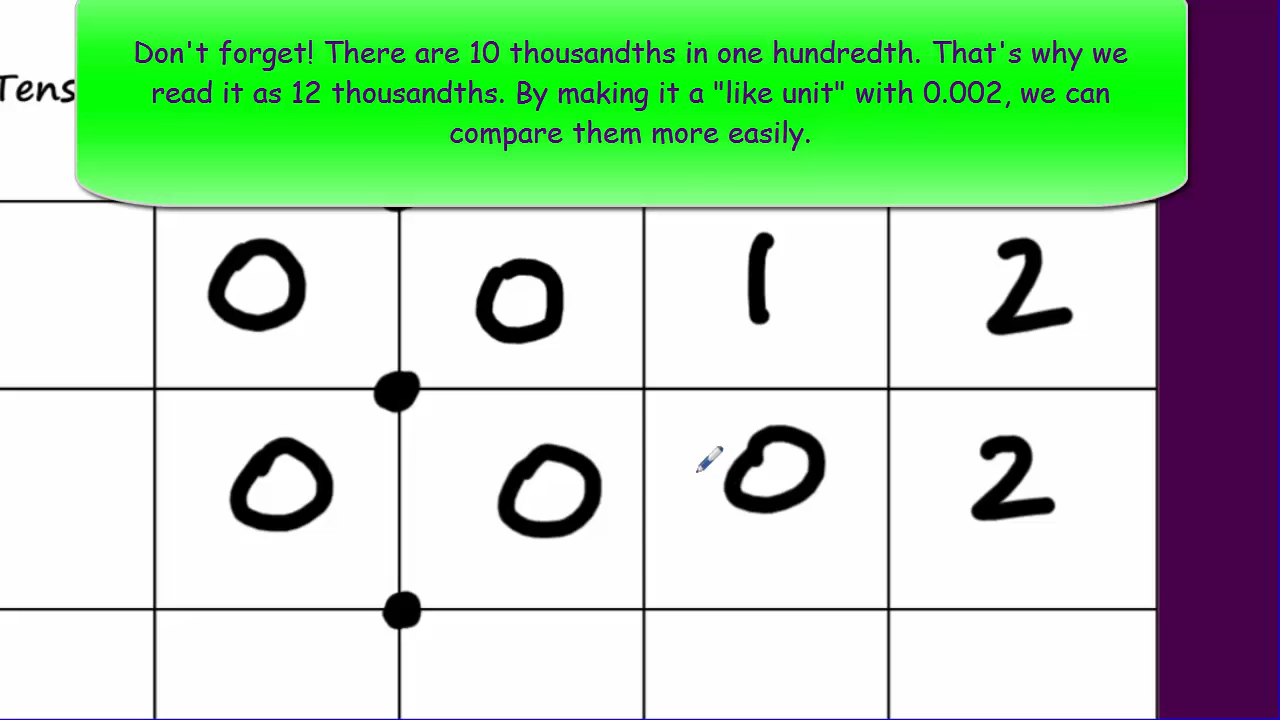 Don't forget! There are 10 thousandths in one hundredth. That's why we
read it as 12 thousandths. By making it a "like unit" with 0.002, we can
compare them more easily.
Tens
0 0 1 2
0 0 0 2